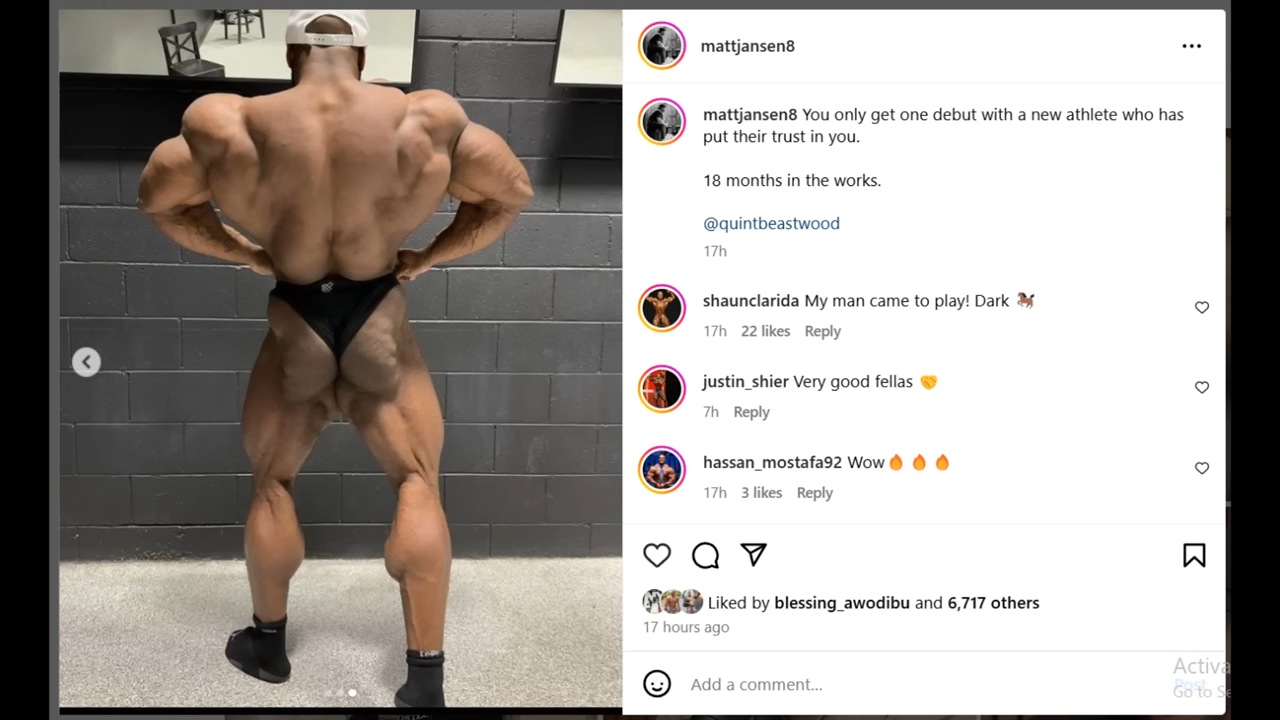 mattjansen8
mattjansen8 You only get one debut with a new athlete who has
put their trust in you.
18 months in the works.
@quintbeastwood
17h
shaunclarida My man came to play! Dark 🐎
17h 22 likes Reply
justin_shier Very good fellas 🤝
7h Reply
hassan_mostafa92 Wow🔥🔥🔥
17h 3 likes Reply
Liked by blessing_awodibu and 6,717 others
17 hours ago
Add a comment...
Post
Activa
Go to Se